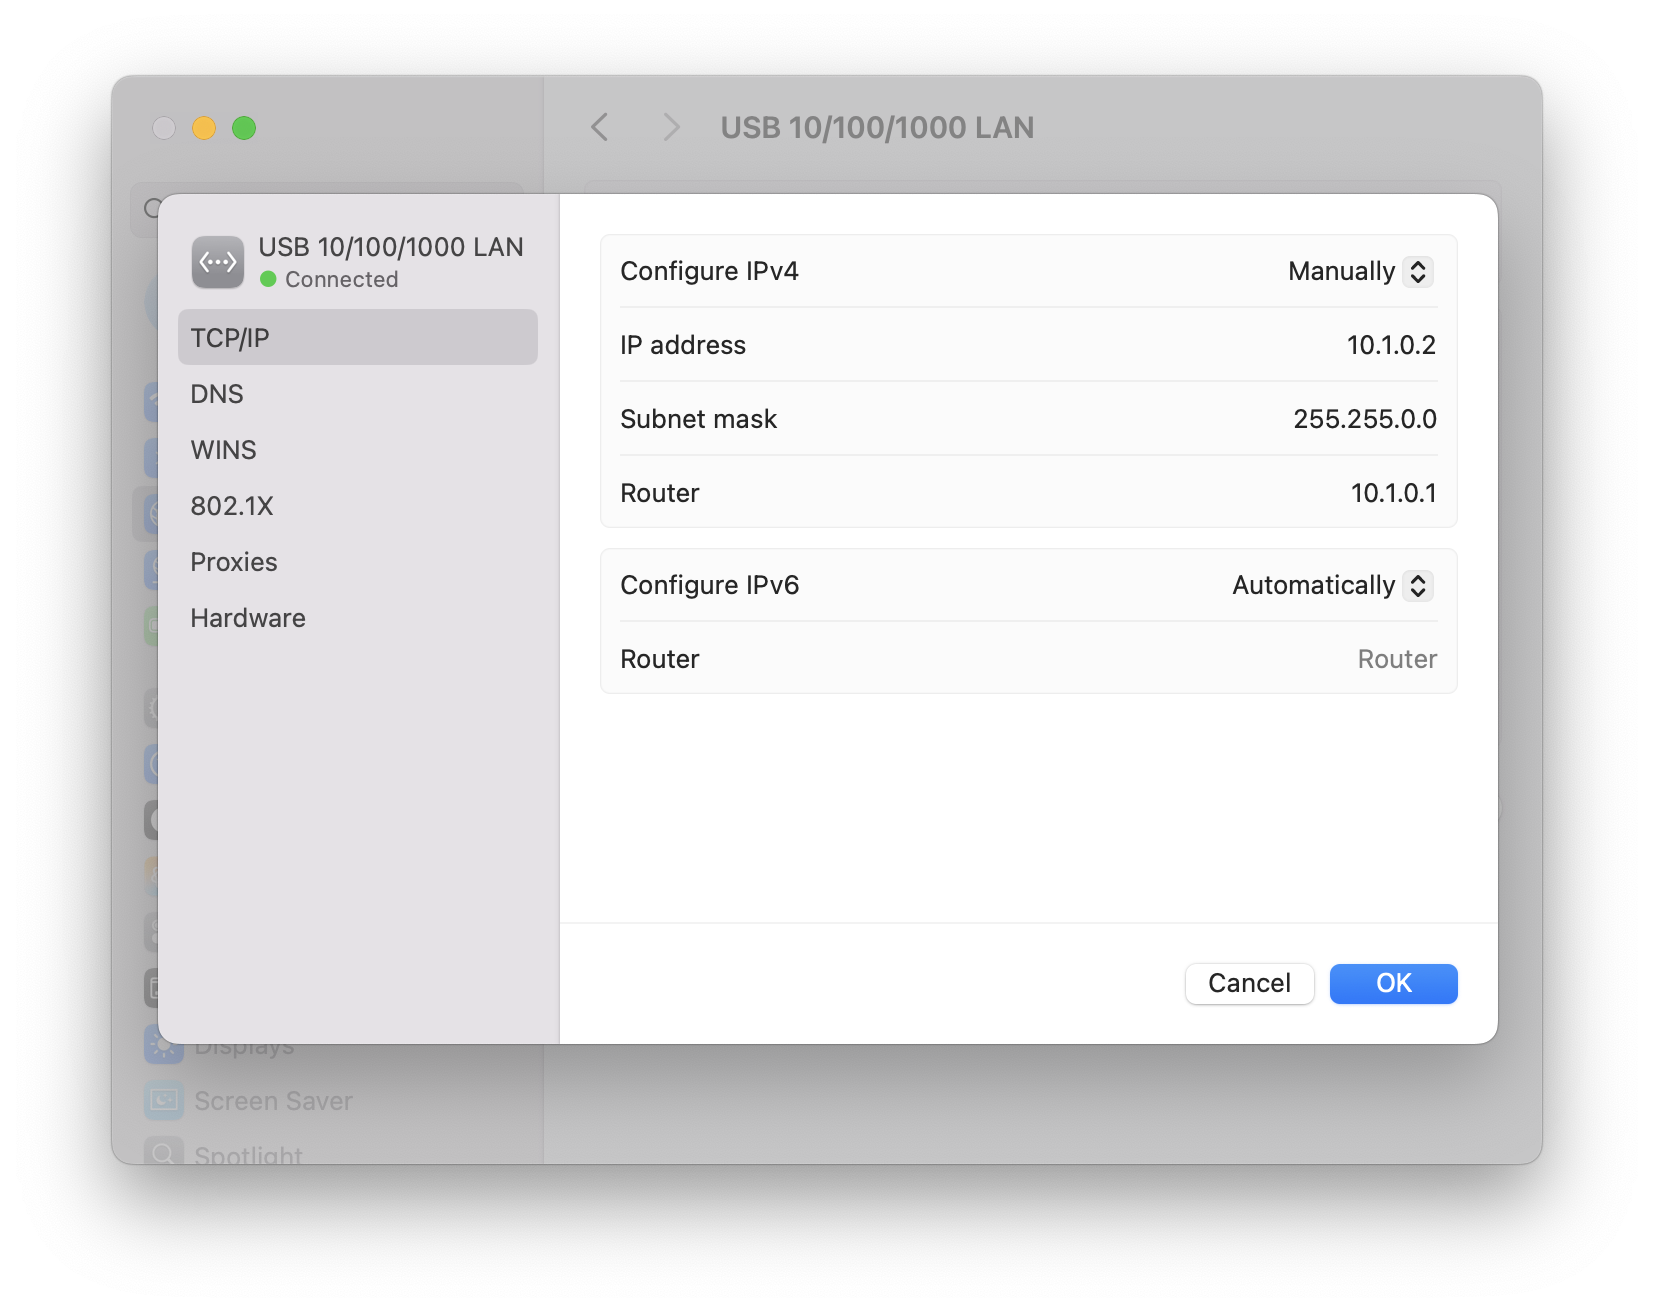 USB 10/100/1000 LAN
USB 10/100/1000 LAN
Connected
TCP/IP
DNS
WINS
802.1X
Proxies
Hardware
Configure IPv4 Manually
IP address 10.1.0.2
Subnet mask 255.255.0.0
Router 10.1.0.1
Configure IPv6 Automatically
Router Router
Cancel OK
Displays
Screen Saver
Spotlight